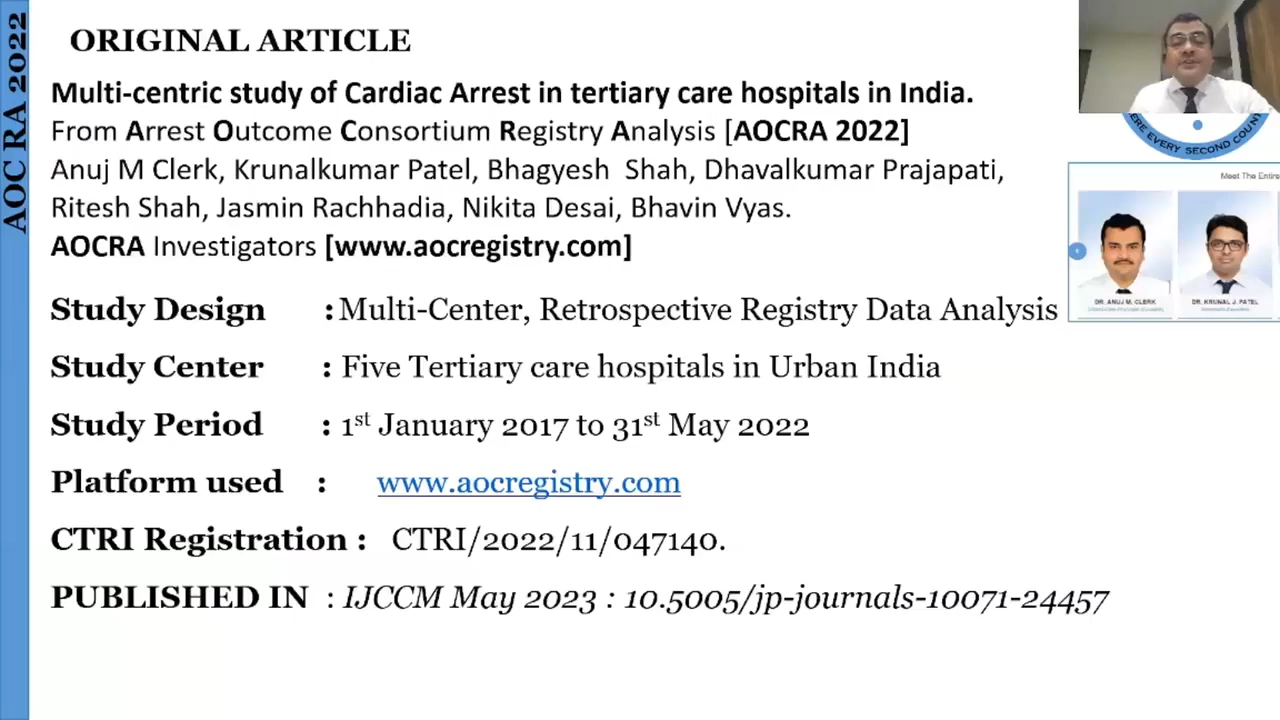 AOC RA 2022
ORIGINAL ARTICLE
Multi-centric study of Cardiac Arrest in tertiary care hospitals in India.
From Arrest Outcome Consortium Registry Analysis [AOCRA 2022]
Anuj M Clerk, Krunalkumar Patel, Bhagyesh Shah, Dhavalkumar Prajapati,
Ritesh Shah, Jasmin Rachhadia, Nikita Desai, Bhavin Vyas.
AOCRA Investigators [www.aocregistry.com]
Study Design : Multi-Center, Retrospective Registry Data Analysis
Study Center : Five Tertiary care hospitals in Urban India
Study Period : 1st January 2017 to 31st May 2022
Platform used : www.aocregistry.com
CTRI Registration : CTRI/2022/11/047140.
PUBLISHED IN : IJCCM May 2023 : 10.5005/jp-journals-10071-24457
ERE EVERY SECOND COUNT
Meet The Entire
DR. ANUJ M. CLERK
DR. KRUNAL J. PATEL